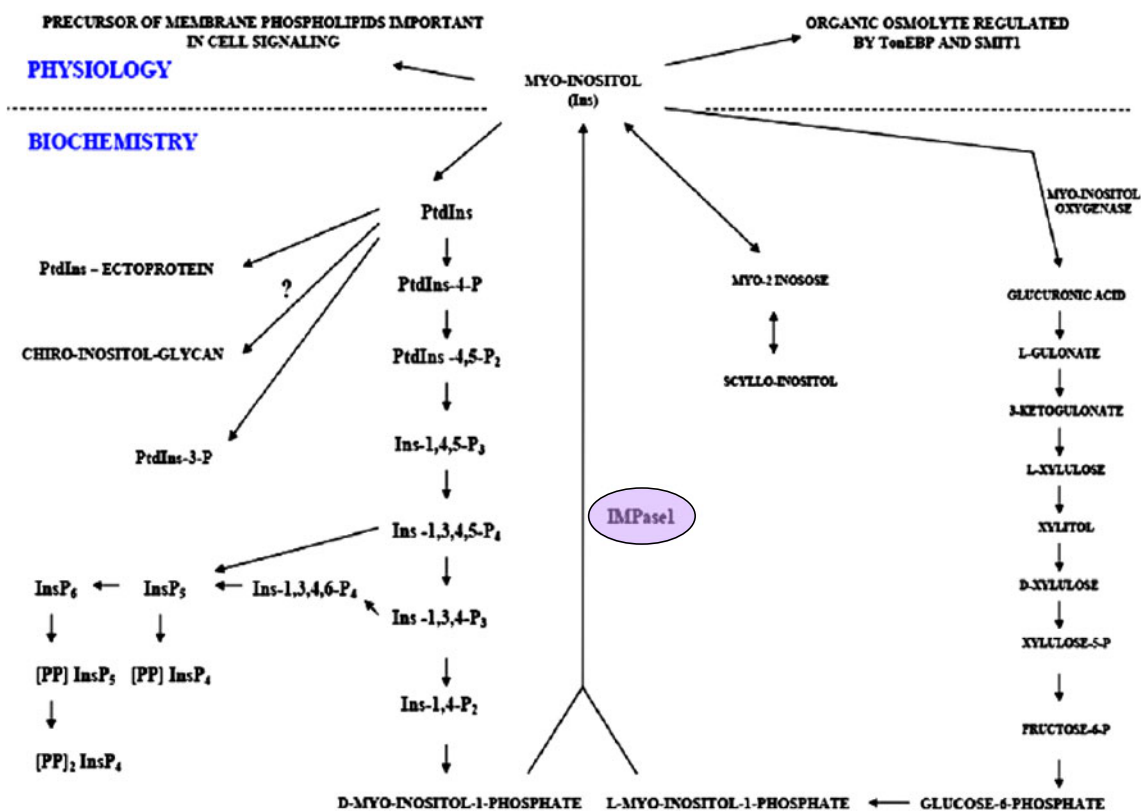 PRECURSOR OF MEMBRANE PHOSPHOLIPIDS IMPORTANT
IN CELL SIGNALING
ORGANIC OSMOLYTE REGULATED
BY TonEBP AND SMIT1
PHYSIOLOGY
MYO-INOSITOL
(Ins)
BIOCHEMISTRY
MYO-INOSITOL
OXYGENASE
PtdIns
PtdIns – ECTOPROTEIN
?
PtdIns-4-P
MYO-2 INOSOSE
GLUCURONIC ACID
CHIRO-INOSITOL-GLYCAN
PtdIns -4,5-P₂
L-GULONATE
SCYLLO-INOSITOL
3-KETOGULONATE
PtdIns-3-P
Ins-1,4,5-P₃
L-XYLULOSE
IMPase1
Ins -1,3,4,5-P₄
XYLITOL
InsP₆
InsP₅
Ins-1,3,4,6-P₄
D-XYLULOSE
Ins -1,3,4-P₃
XYLULOSE-5-P
[PP] InsP₅
[PP] InsP₄
Ins-1,4-P₂
FRUCTOSE-6-P
[PP]₂ InsP₄
D-MYO-INOSITOL-1-PHOSPHATE
L-MYO-INOSITOL-1-PHOSPHATE
GLUCOSE-6-PHOSPHATE